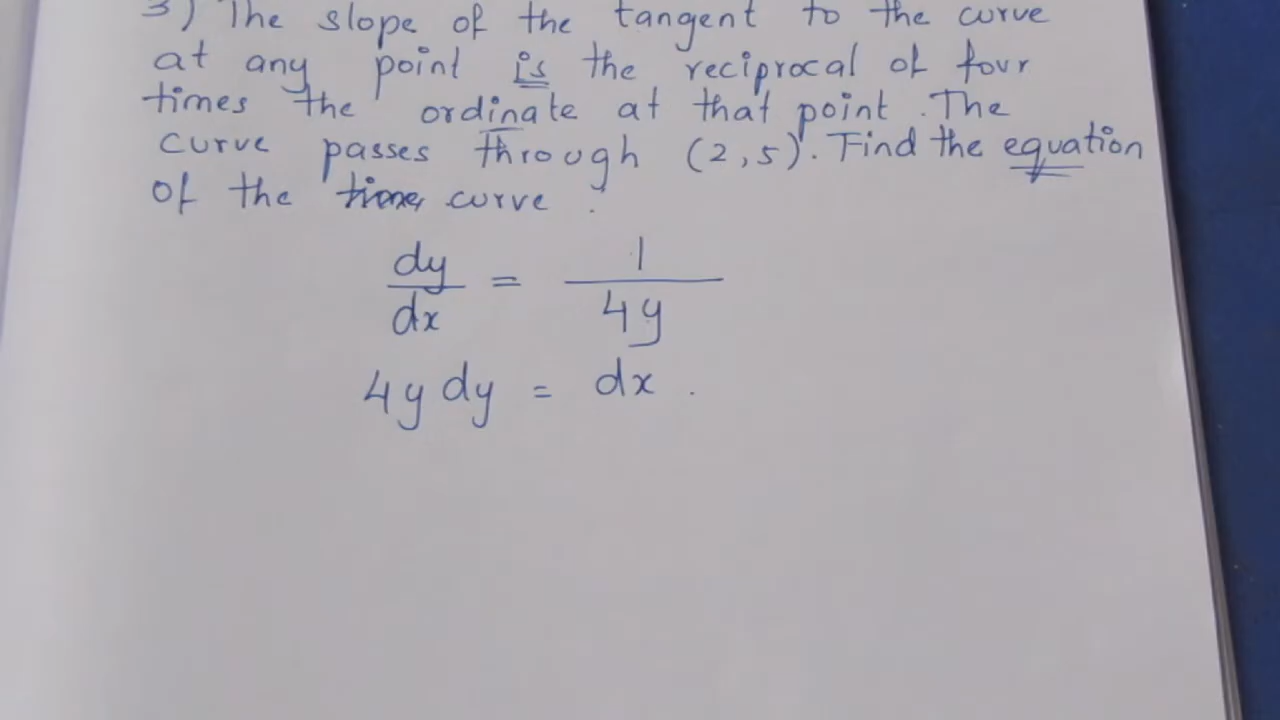 3) The slope of the tangent to the curve
at any point is the reciprocal of four
times the ordinate at that point. The
curve passes through (2,5). Find the equation
of the curve.
dy/dx = 1/4y
4y dy = dx.